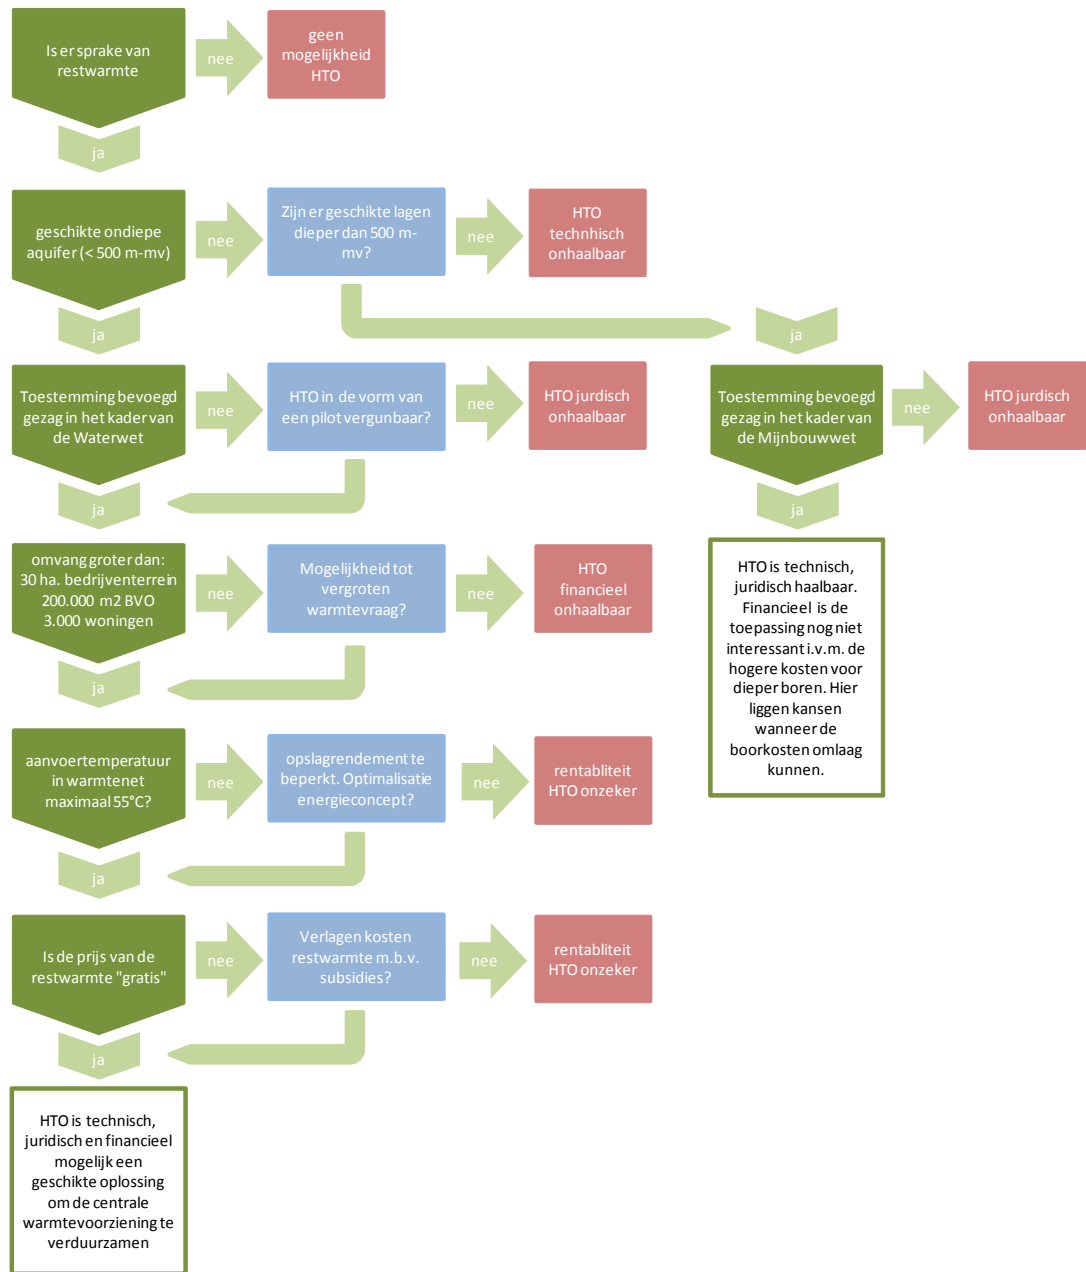 Is er sprake van
restwarmte
nee
geen
mogelijkheid
HTO
ja
geschikte ondiepe
aquifer (< 500 m-mv)
nee
Zijn er geschikte lagen
dieper dan 500 m-
mv?
nee
HTO
technhisch
onhaalbaar
ja
ja
Toestemming bevoegd
gezag in het kader van
de Waterwet
nee
HTO in de vorm van
een pilot vergunbaar?
nee
HTO jurdisch
onhaalbaar
Toestemming bevoegd
gezag in het kader van
de Mijnbouwwet
nee
HTO jurdisch
onhaalbaar
ja
ja
omvang groter dan:
30 ha. bedrijventerrein
200.000 m2 BVO
3.000 woningen
nee
Mogelijkheid tot
vergroten
warmtevraag?
nee
HTO
financieel
onhaalbaar
HTO is technisch,
juridisch haalbaar.
Financieel is de
toepassing nog niet
interessant i.v.m. de
hogere kosten voor
dieper boren. Hier
liggen kansen
wanneer de
boorkosten omlaag
kunnen.
ja
aanvoertemperatuur
in warmtenet
maximaal 55°C?
nee
opslagrendement te
beperkt. Optimalisatie
energieconcept?
nee
rentabliteit
HTO onzeker
ja
Is de prijs van de
restwarmte "gratis"
nee
Verlagen kosten
restwarmte m.b.v.
subsidies?
nee
rentabliteit
HTO onzeker
ja
HTO is technisch,
juridisch en financieel
mogelijk een
geschikte oplossing
om de centrale
warmtevoorziening te
verduurzamen